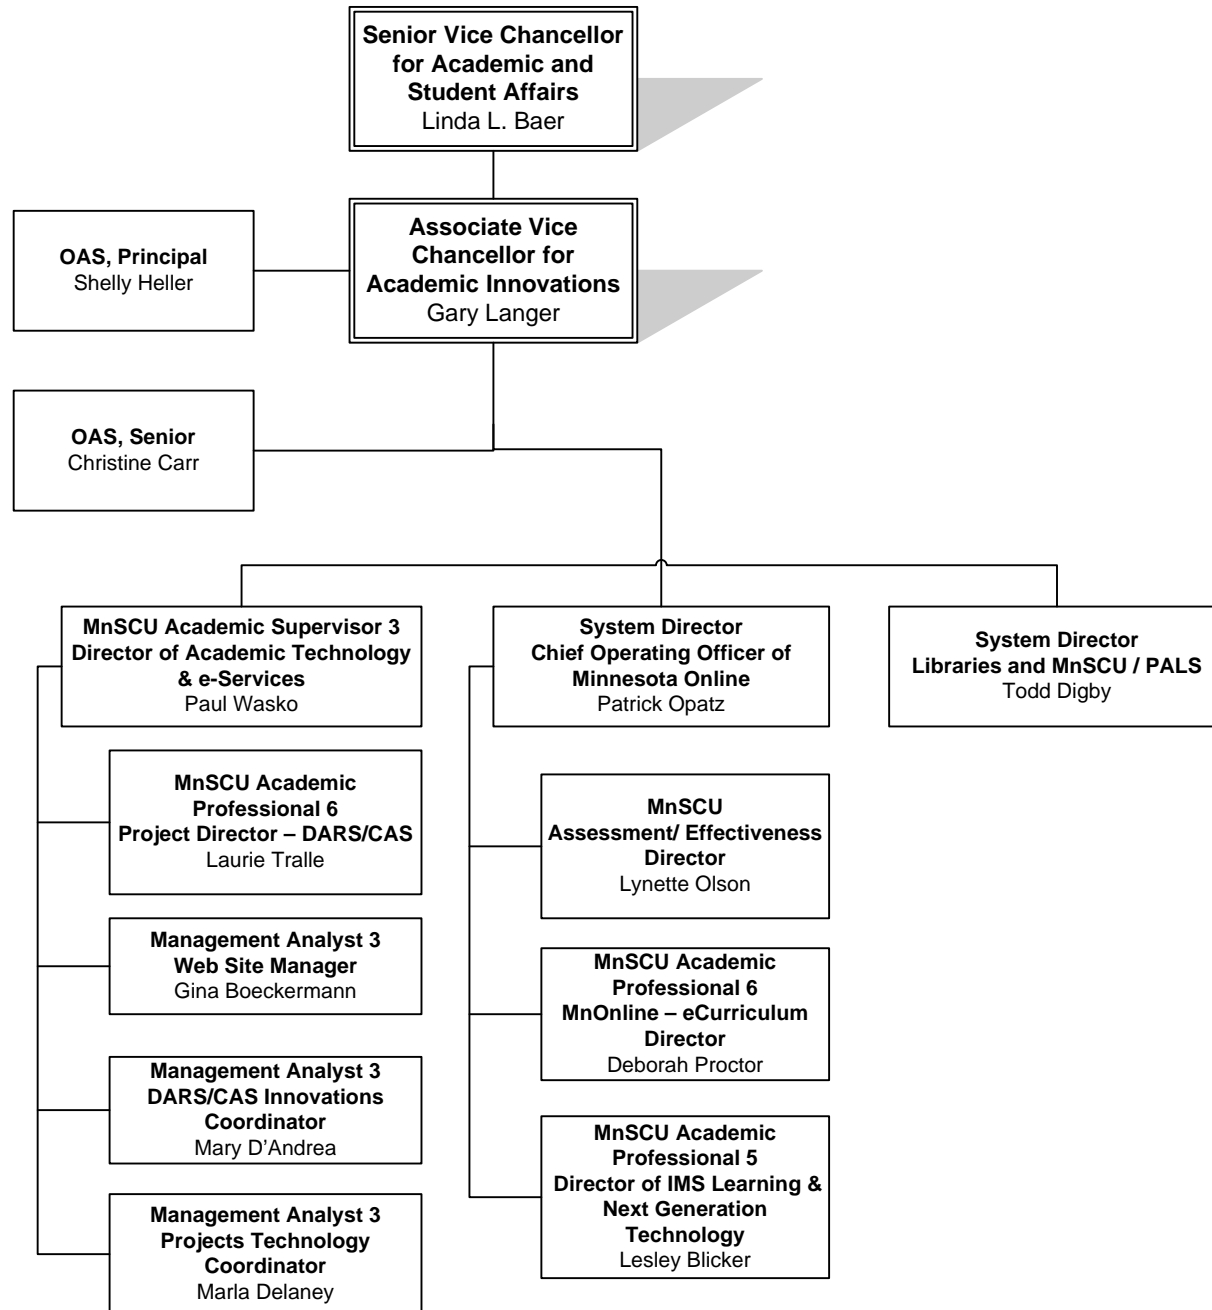 Senior Vice Chancellor
for Academic and
Student Affairs
Linda L. Baer
Associate Vice
Chancellor for
Academic Innovations
Gary Langer
OAS, Principal
Shelly Heller
OAS, Senior
Christine Carr
MnSCU Academic Supervisor 3
Director of Academic Technology
& e-Services
Paul Wasko
MnSCU Academic
Professional 6
Project Director – DARS/CAS
Laurie Tralle
Management Analyst 3
Web Site Manager
Gina Boeckermann
Management Analyst 3
DARS/CAS Innovations
Coordinator
Mary D’Andrea
Management Analyst 3
Projects Technology
Coordinator
Marla Delaney
System Director
Chief Operating Officer of
Minnesota Online
Patrick Opatz
MnSCU
Assessment/ Effectiveness
Director
Lynette Olson
MnSCU Academic
Professional 6
MnOnline – eCurriculum
Director
Deborah Proctor
MnSCU Academic
Professional 5
Director of IMS Learning &
Next Generation
Technology
Lesley Blicker
System Director
Libraries and MnSCU / PALS
Todd Digby